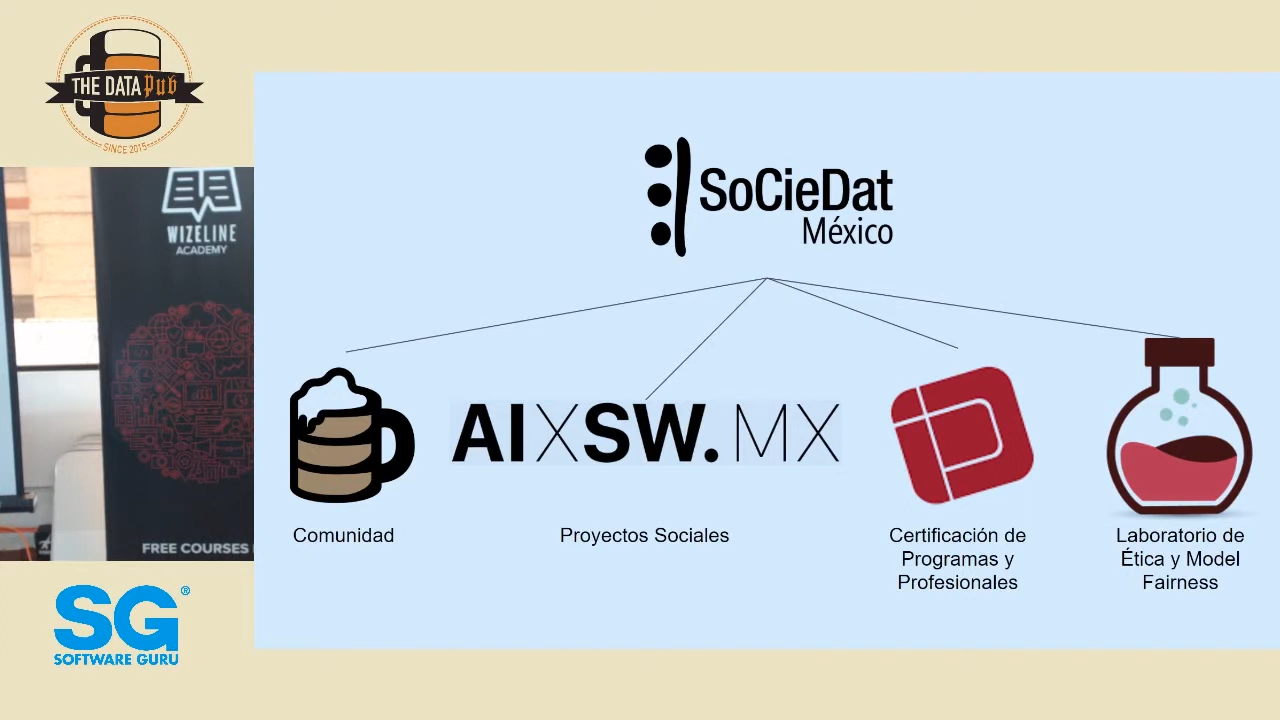 THE DATA Pub
SINCE 2015
WIZELINE
ACADEMY
FREE COURSES
SG®
SOFTWARE GURU
SoCieDat
México
AIXSW.MX
Comunidad
Proyectos Sociales
Certificación de
Programas y
Profesionales
Laboratorio de
Ética y Model
Fairness